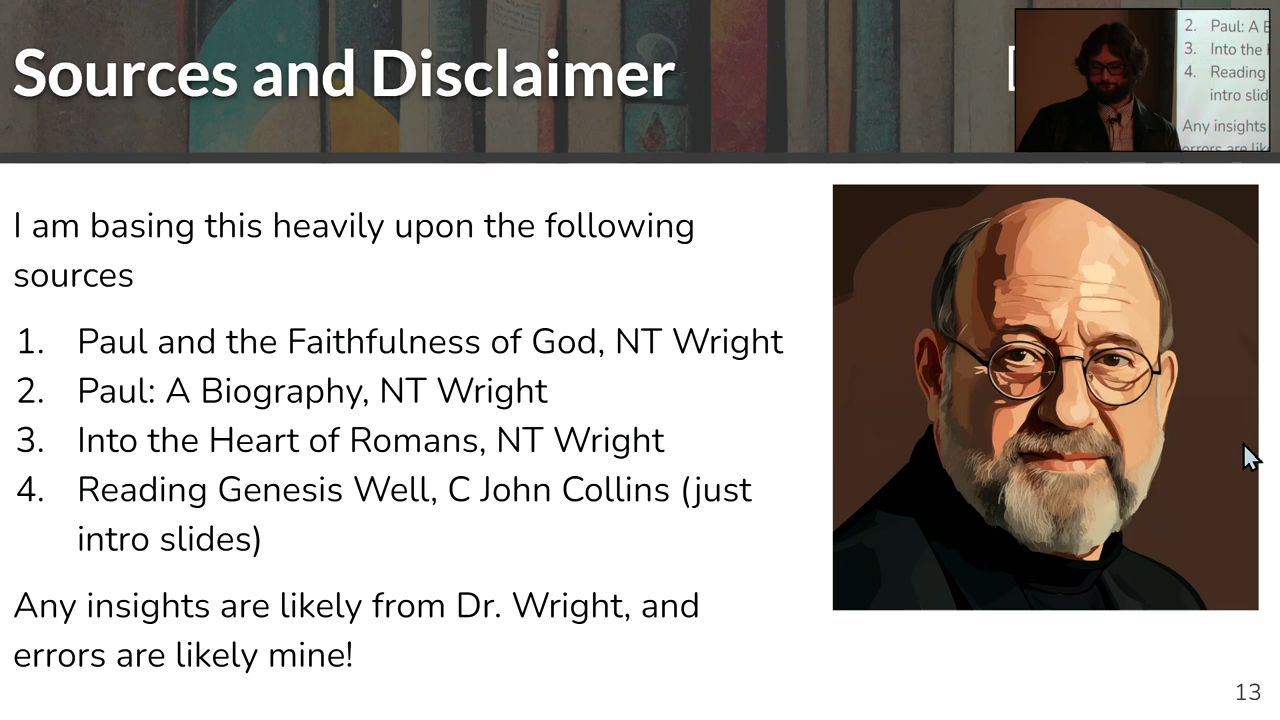 Sources and Disclaimer
2. Paul: A
3. Into the
4. Reading
intro slid
Any insights
errors are lik
I am basing this heavily upon the following
sources
1. Paul and the Faithfulness of God, NT Wright
2. Paul: A Biography, NT Wright
3. Into the Heart of Romans, NT Wright
4. Reading Genesis Well, C John Collins (just
intro slides)
Any insights are likely from Dr. Wright, and
errors are likely mine!
13